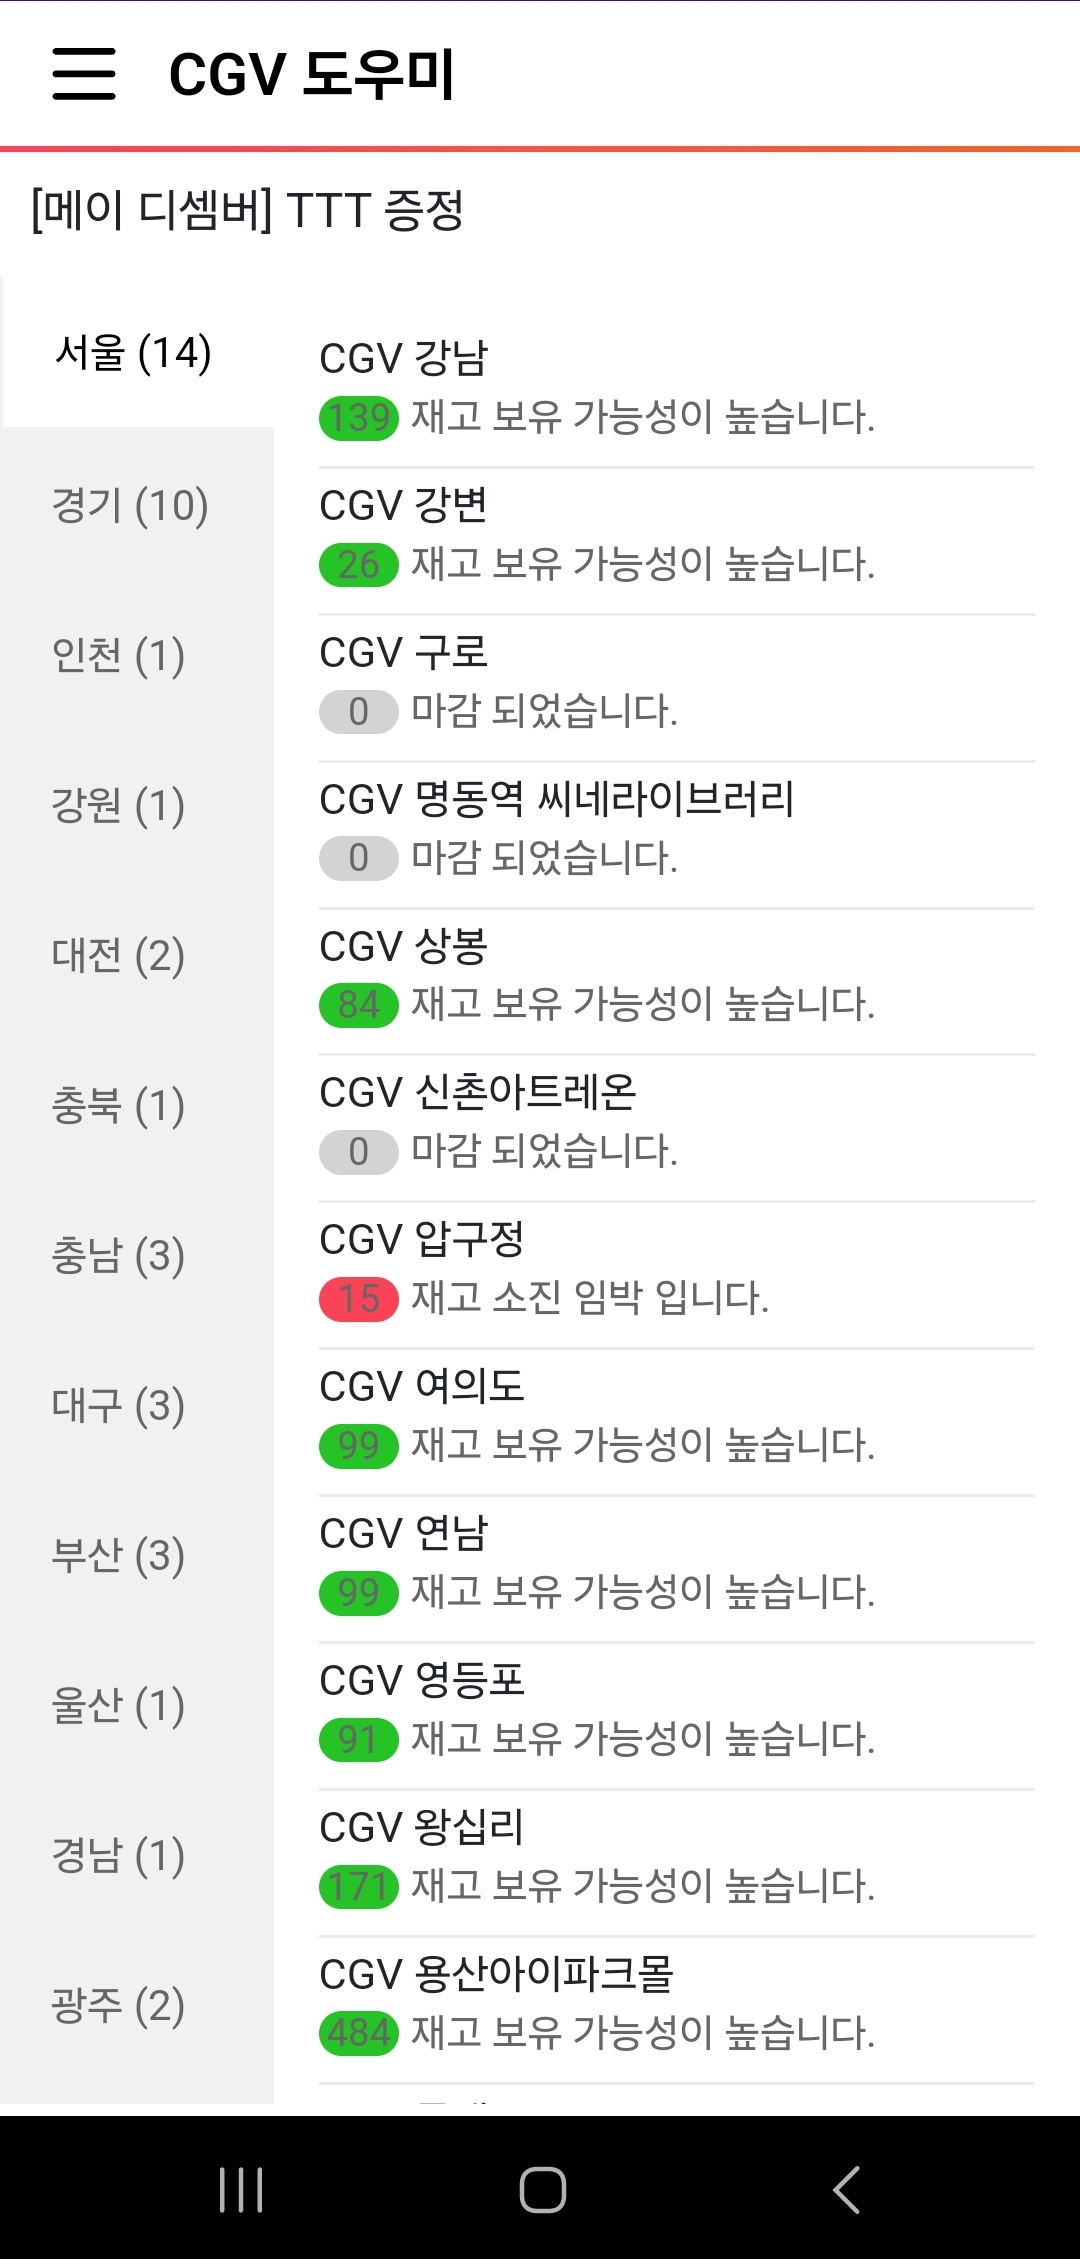 CGV 도우미
[메이 디셈버] TTT 증정
서울 (14)
경기 (10)
인천 (1)
강원 (1)
대전 (2)
충북 (1)
충남 (3)
대구 (3)
부산 (3)
울산 (1)
경남 (1)
광주 (2)
CGV 강남
139 재고 보유 가능성이 높습니다.
CGV 강변
26 재고 보유 가능성이 높습니다.
CGV 구로
0 마감 되었습니다.
CGV 명동역 씨네라이브러리
0 마감 되었습니다.
CGV 상봉
84 재고 보유 가능성이 높습니다.
CGV 신촌아트레온
0 마감 되었습니다.
CGV 압구정
15 재고 소진 임박 입니다.
CGV 여의도
99 재고 보유 가능성이 높습니다.
CGV 연남
99 재고 보유 가능성이 높습니다.
CGV 영등포
91 재고 보유 가능성이 높습니다.
CGV 왕십리
171 재고 보유 가능성이 높습니다.
CGV 용산아이파크몰
484 재고 보유 가능성이 높습니다.